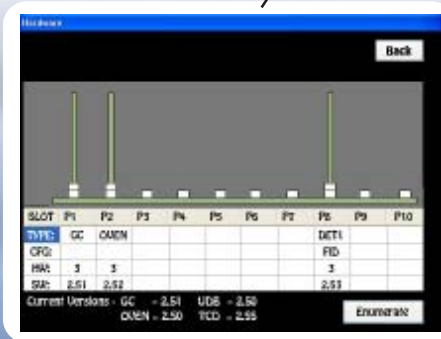 Hardware
Back
SLOT P1 P2 P3 P4 P5 P6 P7 P8 P9 P10
TYPE: GC OVEN DET1
CFG: FID
HW: 3 3 3
SW: 2.51 2.52 2.53
Current Versions - GC - 2.51 UDB - 2.50
OVEN - 2.50 TCD - 2.55
Enumerate